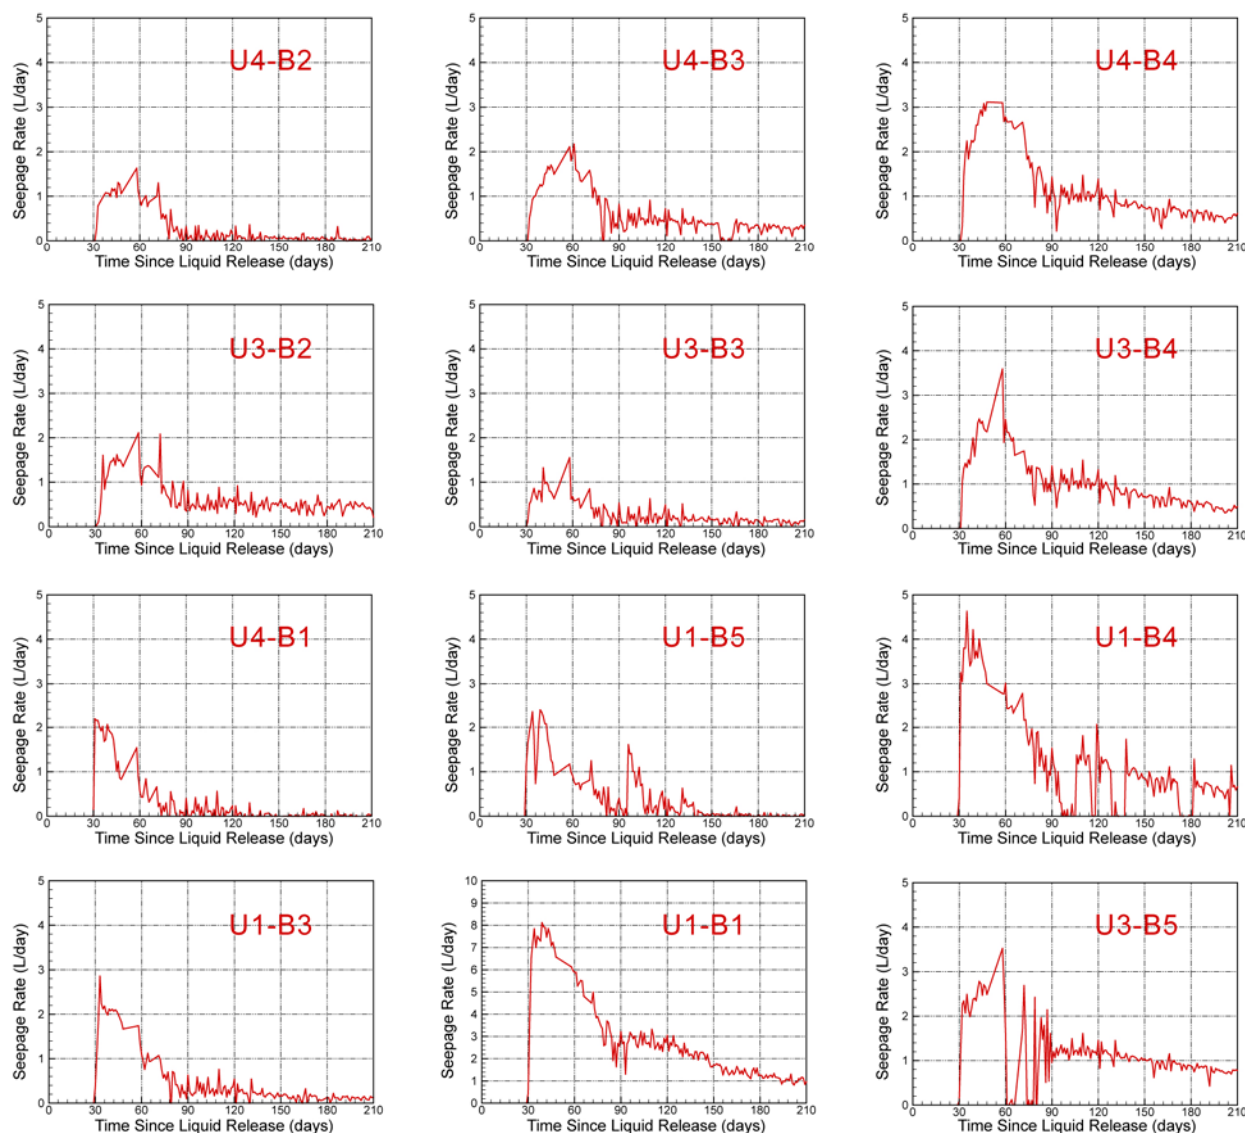 U4-B2
Seepage Rate (L/day)
5
4
3
2
1
0
0 30 60 90 120 150 180 210
Time Since Liquid Release (days)
U4-B3
Seepage Rate (L/day)
5
4
3
2
1
0
0 30 60 90 120 150 180 210
Time Since Liquid Release (days)
U4-B4
Seepage Rate (L/day)
5
4
3
2
1
0
0 30 60 90 120 150 180 210
Time Since Liquid Release (days)
U3-B2
Seepage Rate (L/day)
5
4
3
2
1
0
0 30 60 90 120 150 180 210
Time Since Liquid Release (days)
U3-B3
Seepage Rate (L/day)
5
4
3
2
1
0
0 30 60 90 120 150 180 210
Time Since Liquid Release (days)
U3-B4
Seepage Rate (L/day)
5
4
3
2
1
0
0 30 60 90 120 150 180 210
Time Since Liquid Release (days)
U4-B1
Seepage Rate (L/day)
5
4
3
2
1
0
0 30 60 90 120 150 180 210
Time Since Liquid Release (days)
U1-B5
Seepage Rate (L/day)
5
4
3
2
1
0
0 30 60 90 120 150 180 210
Time Since Liquid Release (days)
U1-B4
Seepage Rate (L/day)
5
4
3
2
1
0
0 30 60 90 120 150 180 210
Time Since Liquid Release (days)
U1-B3
Seepage Rate (L/day)
5
4
3
2
1
0
0 30 60 90 120 150 180 210
Time Since Liquid Release (days)
U1-B1
Seepage Rate (L/day)
10
9
8
7
6
5
4
3
2
1
0
0 30 60 90 120 150 180 210
Time Since Liquid Release (days)
U3-B5
Seepage Rate (L/day)
5
4
3
2
1
0
0 30 60 90 120 150 180 210
Time Since Liquid Release (days)